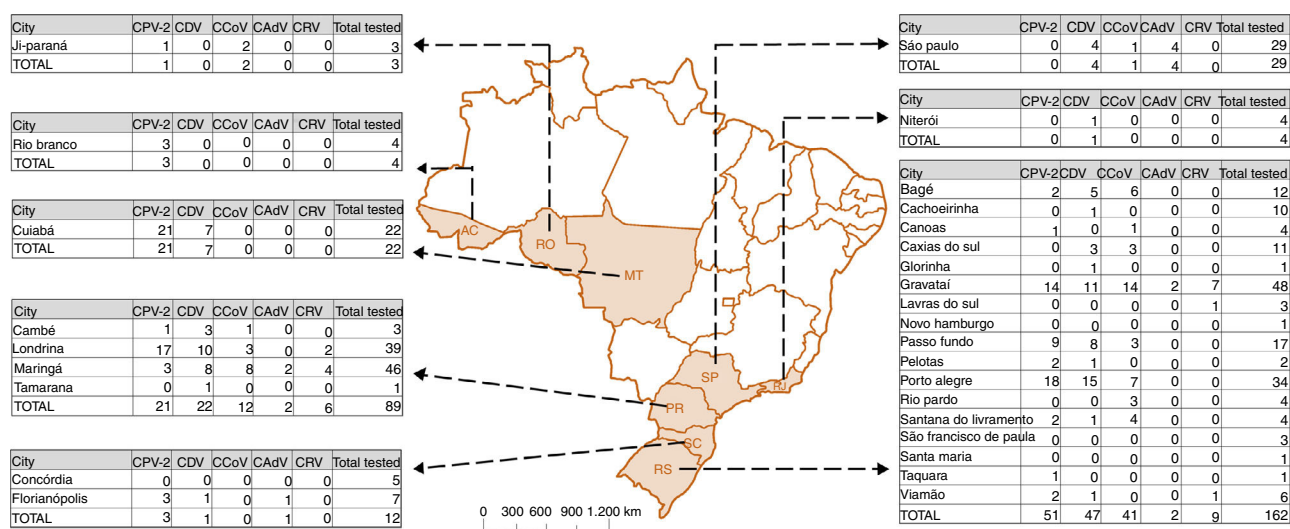 City CPV-2 CDV CCoV CAdV CRV Total tested
Ji-paraná 1 0 2 0 0 3
TOTAL 1 0 2 0 0 3
City CPV-2 CDV CCoV CAdV CRV Total tested
Rio branco 3 0 0 0 0 4
TOTAL 3 0 0 0 0 4
City CPV-2 CDV CCoV CAdV CRV Total tested
Cuiabá 21 7 0 0 0 22
TOTAL 21 7 0 0 0 22
City CPV-2 CDV CCoV CAdV CRV Total tested
Cambé 1 3 1 0 0 3
Londrina 17 10 3 0 2 39
Maringá 3 8 8 2 4 46
Tamarana 0 1 0 0 0 1
TOTAL 21 22 12 2 6 89
City CPV-2 CDV CCoV CAdV CRV Total tested
Concórdia 0 0 0 0 0 5
Florianópolis 3 1 0 1 0 7
TOTAL 3 1 0 1 0 12
AC
RO
MT
SP
RJ
PR
SC
RS
0 300 600 900 1.200 km
City CPV-2 CDV CCoV CAdV CRV Total tested
Sáo paulo 0 4 1 4 0 29
TOTAL 0 4 1 4 0 29
City CPV-2 CDV CCoV CAdV CRV Total tested
Niterói 0 1 0 0 0 4
TOTAL 0 1 0 0 0 4
City CPV-2 CDV CCoV CAdV CRV Total tested
Bagé 2 5 6 0 0 12
Cachoeirinha 0 1 0 0 0 10
Canoas 1 0 1 0 0 4
Caxias do sul 0 3 3 0 0 11
Glorinha 0 1 0 0 0 1
Gravataí 14 11 14 2 7 48
Lavras do sul 0 0 0 0 1 3
Novo hamburgo 0 0 0 0 0 1
Passo fundo 9 8 3 0 0 17
Pelotas 2 1 0 0 0 2
Porto alegre 18 15 7 0 0 34
Rio pardo 0 0 3 0 0 4
Santana do livramento 2 1 4 0 0 4
São francisco de paula 0 0 0 0 0 3
Santa maria 0 0 0 0 0 1
Taquara 1 0 0 0 0 1
Viamão 2 1 0 0 1 6
TOTAL 51 47 41 2 9 162